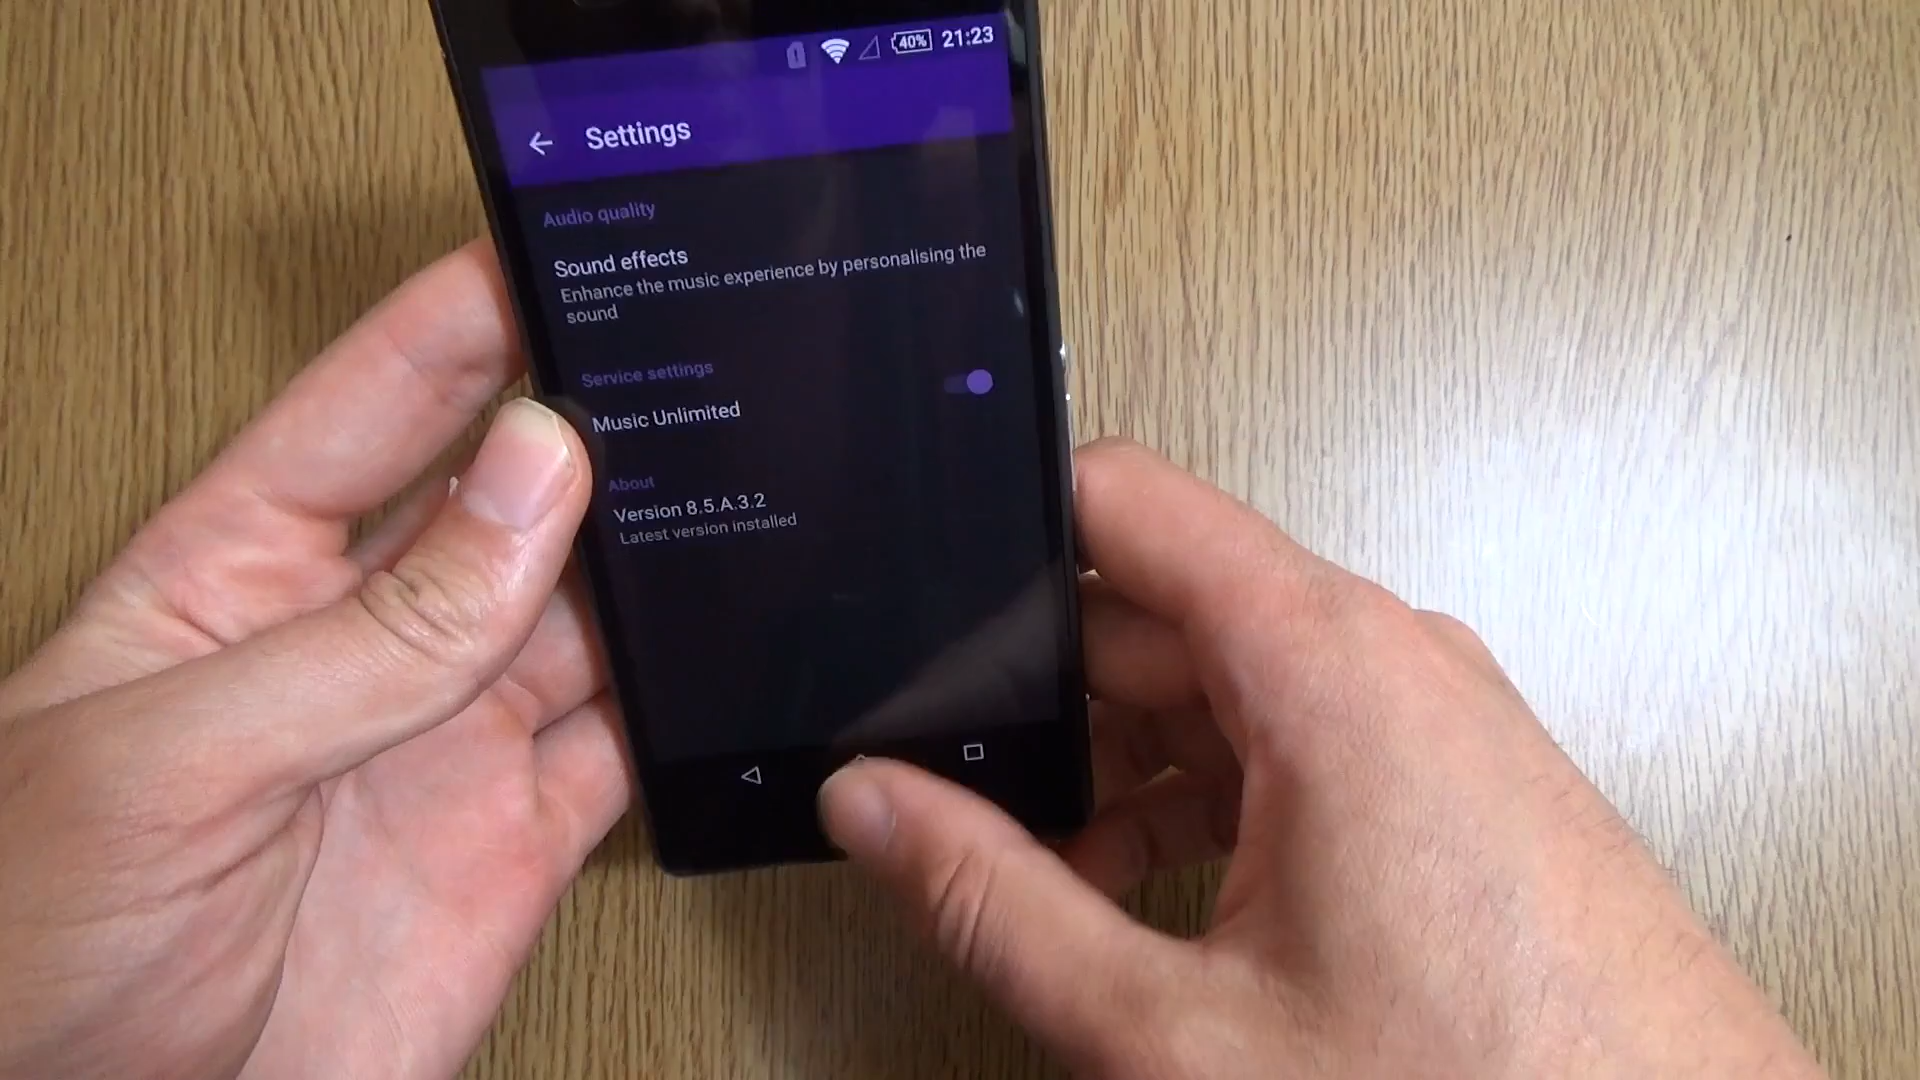 40% 21:23
Settings
Audio quality
Sound effects
Enhance the music experience by personalising the
sound
Service settings
Music Unlimited
About
Version 8.5.A.3.2
Latest version installed